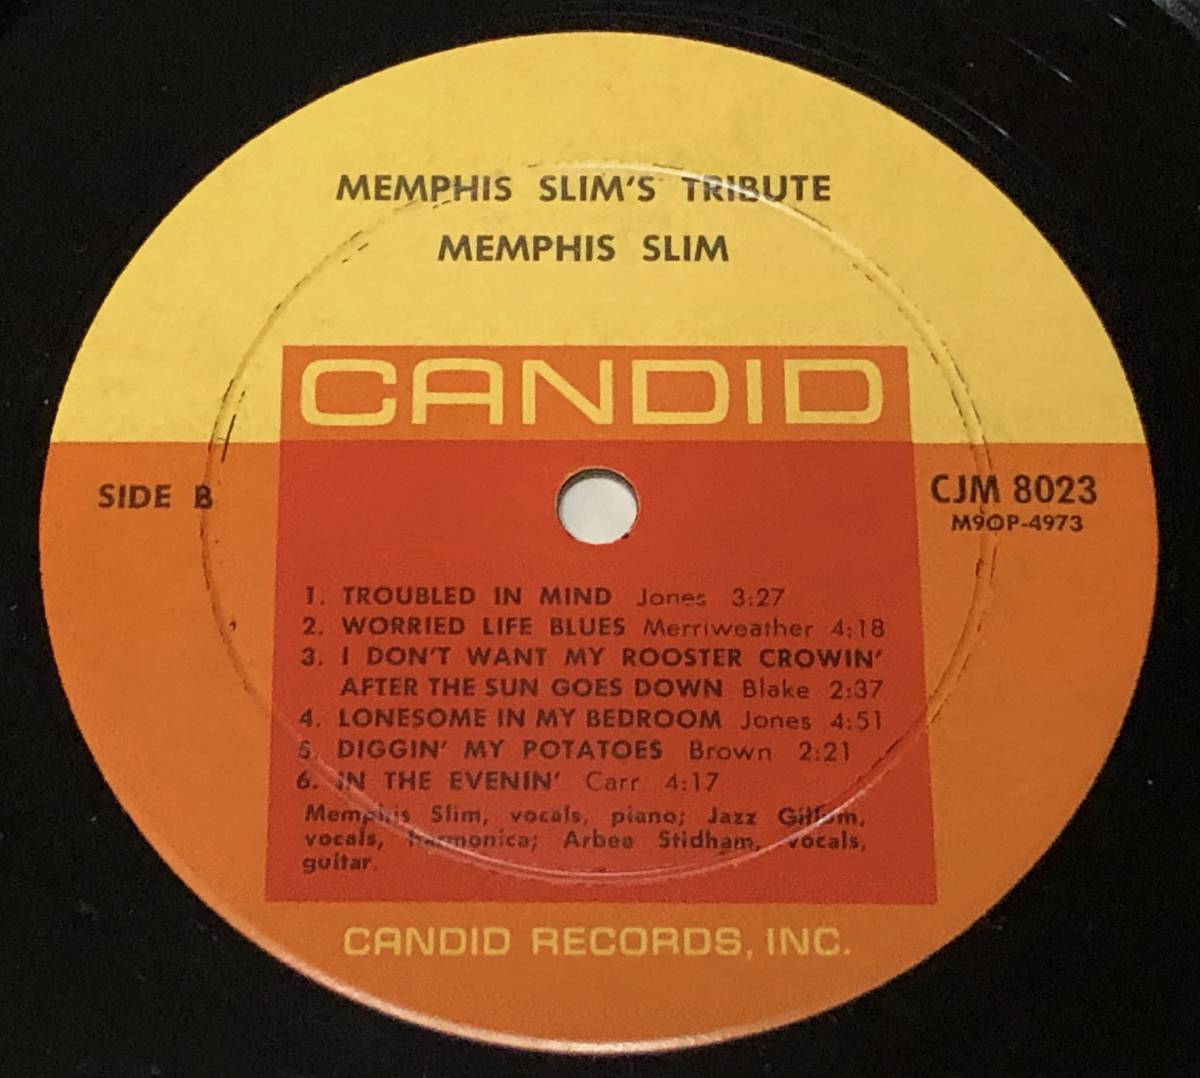 MEMPHIS SLIM'S TRIBUTE
MEMPHIS SLIM
CANDID
SIDE B
CJM 8023
M9OP-4973
1. TROUBLED IN MIND Jones 3:27
2. WORRIED LIFE BLUES Merriweather 4:18
3. I DON'T WANT MY ROOSTER CROWIN'
AFTER THE SUN GOES DOWN Blake 2:37
4. LONESOME IN MY BEDROOM Jones 4:51
5. DIGGIN' MY POTATOES Brown 2:21
6. IN THE EVENIN' Carr 4:17
Memphis Slim, vocals, piano; Jazz Gillum,
vocals, harmonica; Arbee Stidham, vocals,
guitar.
CANDID RECORDS, INC.